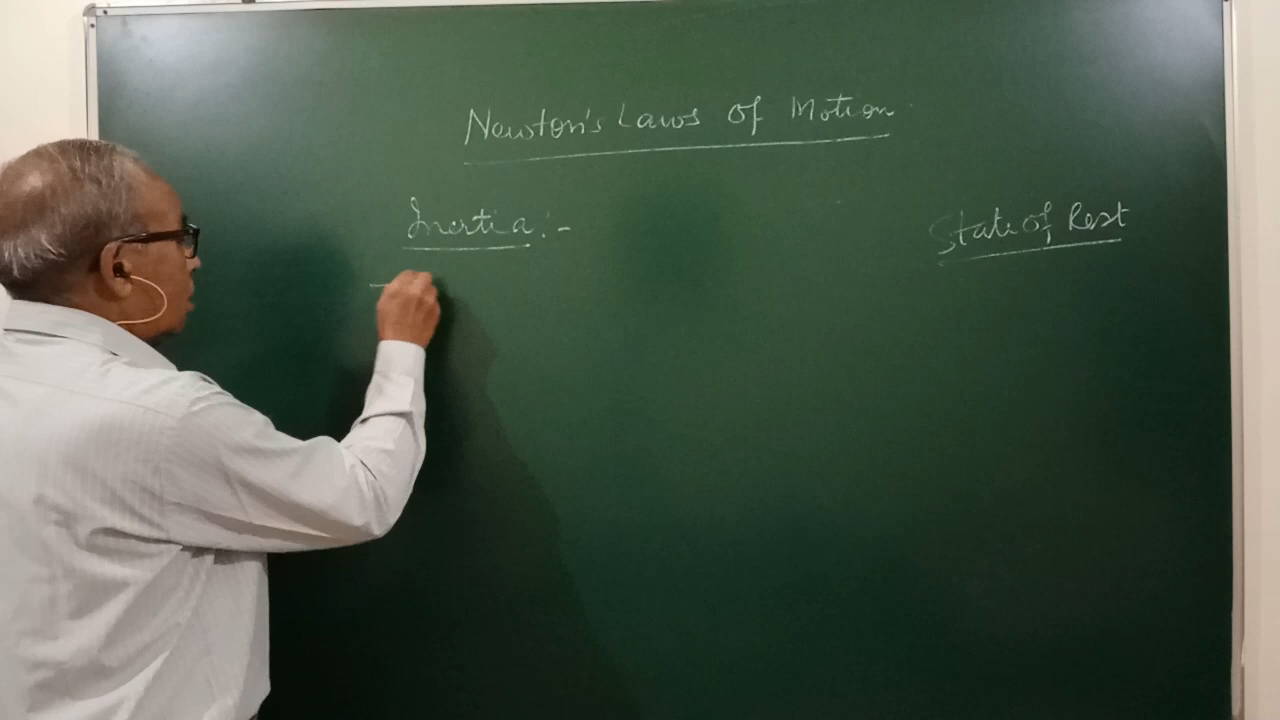 Newton's Laws of Motion
Inertia :-
State of Rest